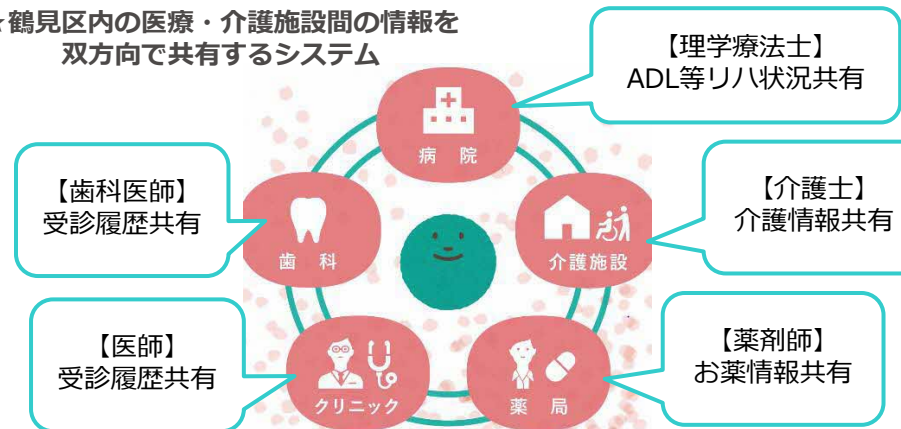 ☆鶴見区内の医療・介護施設間の情報を
双方向で共有するシステム
【理学療法士】
ADL等リハ状況共有
病 院
【歯科医師】
受診履歴共有
歯 科
【介護士】
介護情報共有
介護施設
【医師】
受診履歴共有
クリニック
【薬剤師】
お薬情報共有
薬 局